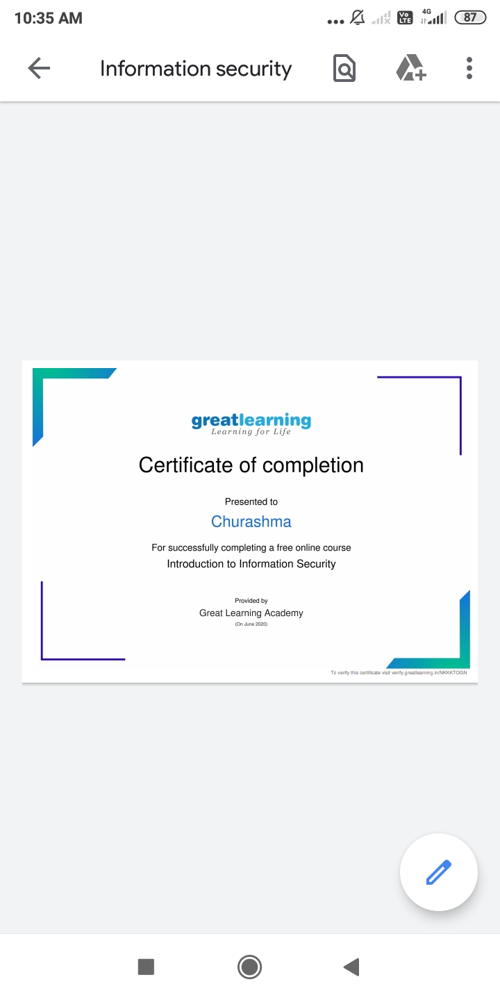 10:35 AM
Vo LTE
4G
87
Information security
greatlearning
Learning for Life
Certificate of completion
Presented to
Churashma
For successfully completing a free online course
Introduction to Information Security
Provided by
Great Learning Academy
(On June 2020)
To verify this certificate visit verify.greatlearning.in/NKKKTOGN